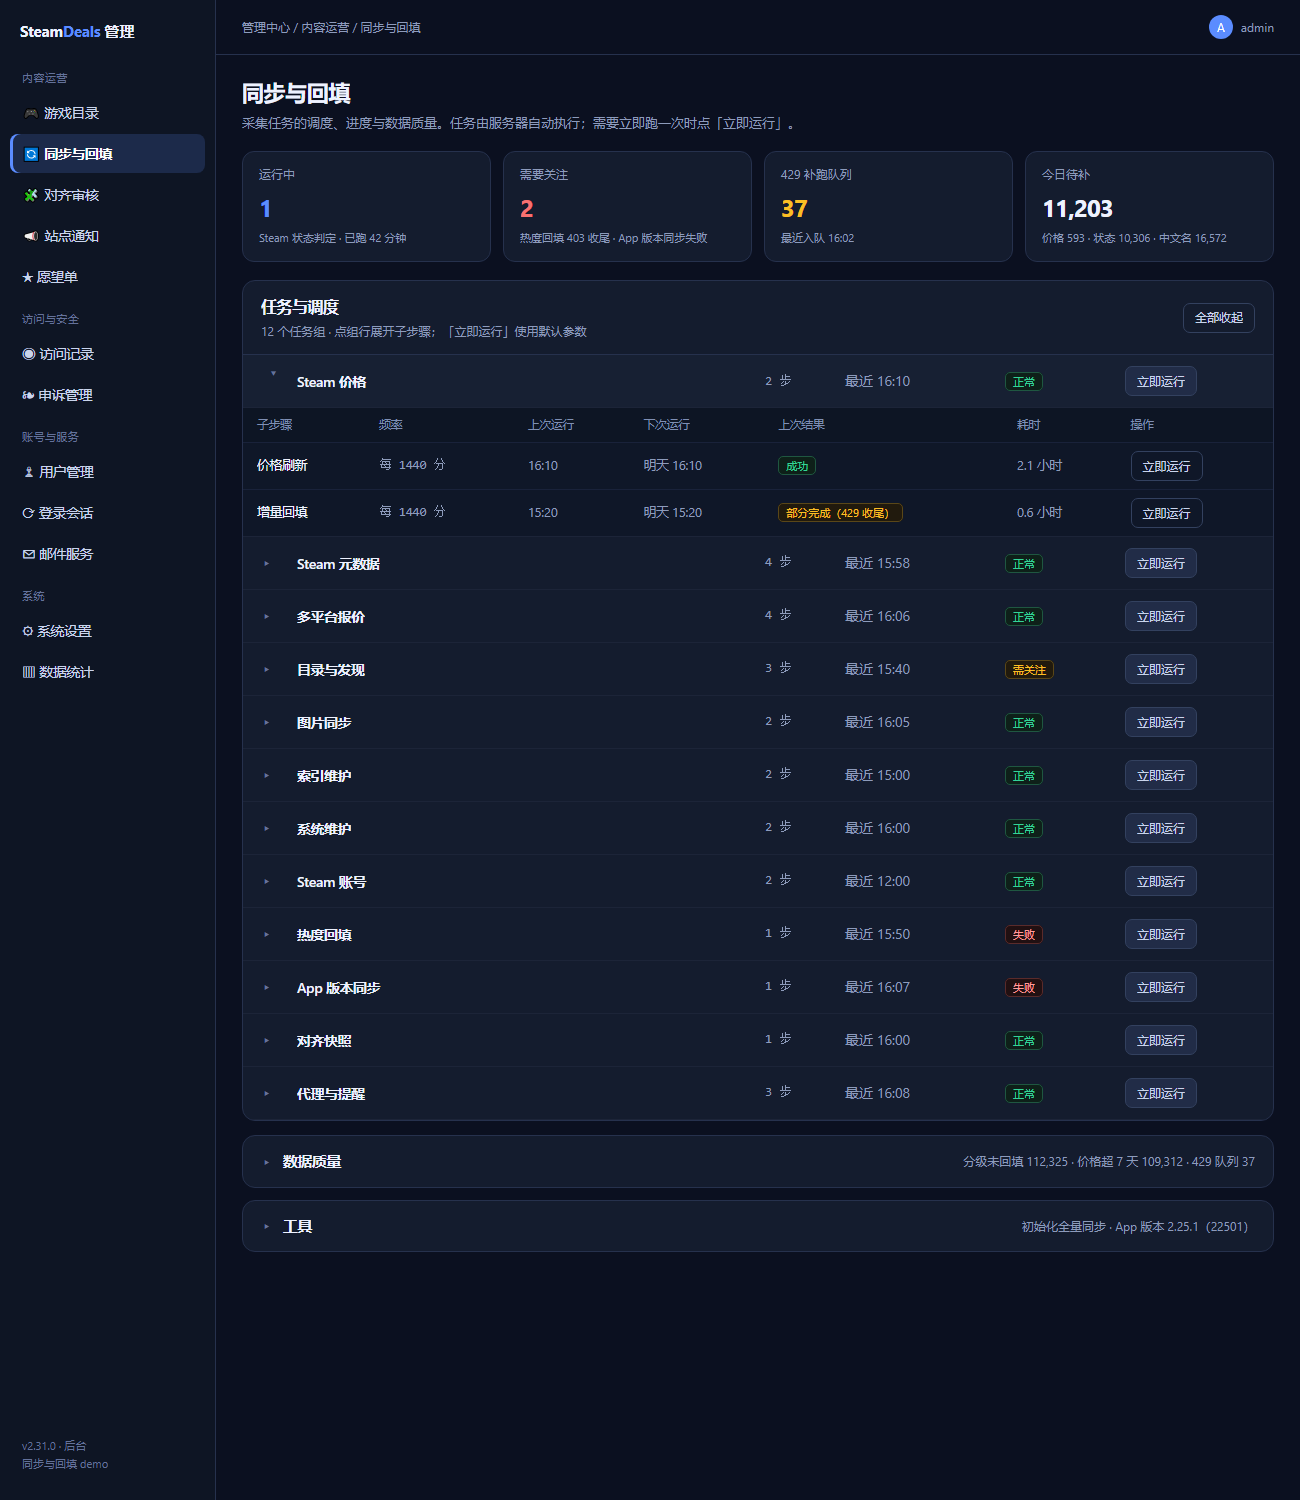 SteamDeals 管理
内容运营
游戏目录
同步与回填
对齐审核
站点通知
愿望单
访问与安全
访问记录
申诉管理
账号与服务
用户管理
登录会话
邮件服务
系统
系统设置
数据统计
v2.31.0 · 后台
同步与回填 demo
管理中心 / 内容运营 / 同步与回填
A admin
同步与回填
采集任务的调度、进度与数据质量。任务由服务器自动执行；需要立即跑一次时点「立即运行」。
运行中
1
Steam 状态判定 · 已跑 42 分钟
需要关注
2
热度回填 403 收尾 · App 版本同步失败
429 补跑队列
37
最近入队 16:02
今日待补
11,203
价格 593 · 状态 10,306 · 中文名 16,572
任务与调度
12 个任务组 · 点组行展开子步骤；「立即运行」使用默认参数
全部收起
Steam 价格 2 步 最近 16:10 正常 立即运行
子步骤 频率 上次运行 下次运行 上次结果 耗时 操作
价格刷新 每 1440 分 16:10 明天 16:10 成功 2.1 小时 立即运行
增量回填 每 1440 分 15:20 明天 15:20 部分完成（429 收尾） 0.6 小时 立即运行
Steam 元数据 4 步 最近 15:58 正常 立即运行
多平台报价 4 步 最近 16:06 正常 立即运行
目录与发现 3 步 最近 15:40 需关注 立即运行
图片同步 2 步 最近 16:05 正常 立即运行
索引维护 2 步 最近 15:00 正常 立即运行
系统维护 2 步 最近 16:00 正常 立即运行
Steam 账号 2 步 最近 12:00 正常 立即运行
热度回填 1 步 最近 15:50 失败 立即运行
App 版本同步 1 步 最近 16:07 失败 立即运行
对齐快照 1 步 最近 16:00 正常 立即运行
代理与提醒 3 步 最近 16:08 正常 立即运行
数据质量 分级未回填 112,325 · 价格超 7 天 109,312 · 429 队列 37
工具 初始化全量同步 · App 版本 2.25.1（22501）